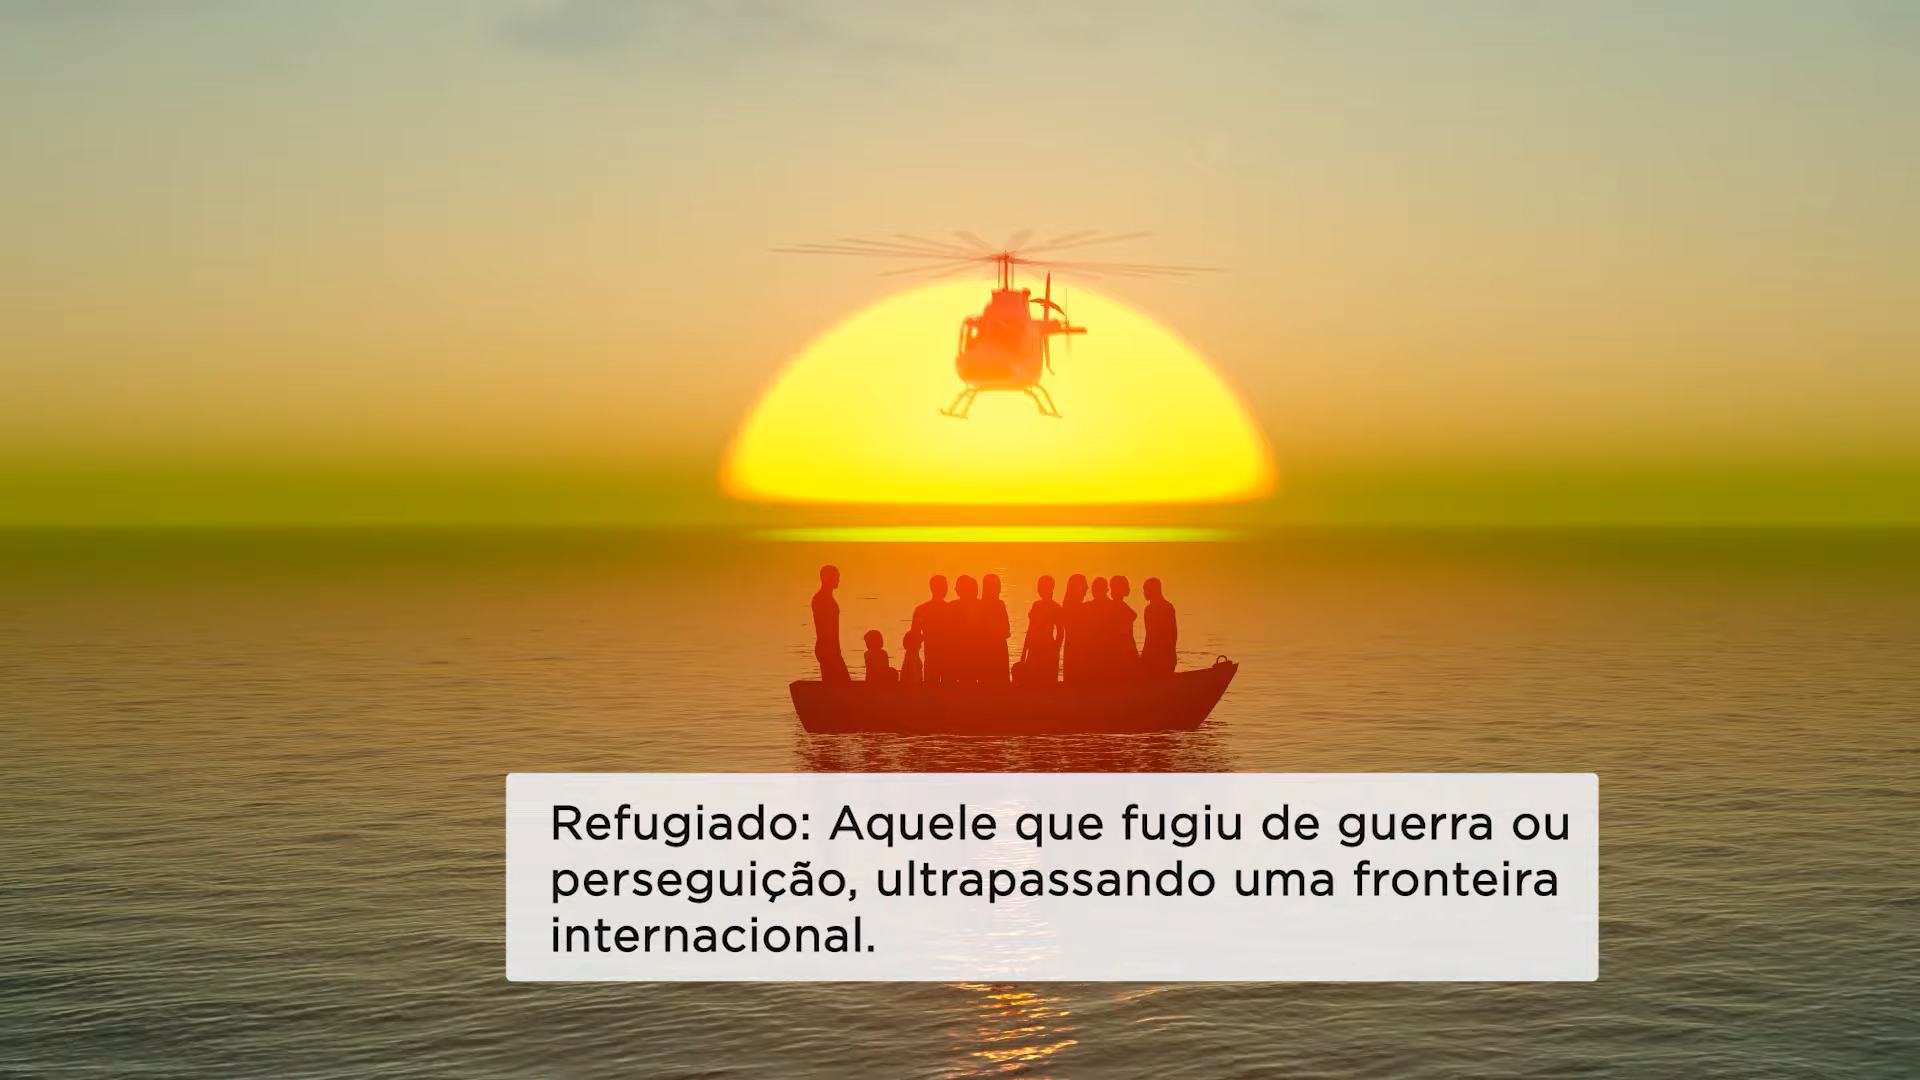 Refugiado: Aquele que fugiu de guerra ou
perseguição, ultrapassando uma fronteira
internacional.